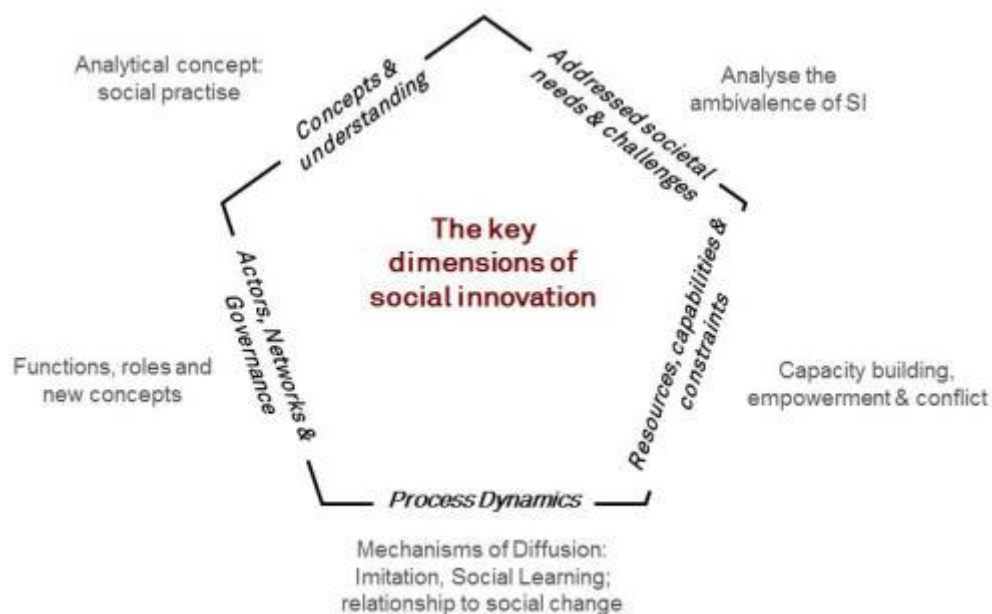 Analytical concept:
social practise
Concepts &
understanding
Addressed societal
needs & challenges
Analyse the
ambivalence of SI
The key
dimensions of
social innovation
Actors, Networks &
Governance
Functions, roles and
new concepts
Resources, capabilities &
constraints
Capacity building,
empowerment & conflict
Process Dynamics
Mechanisms of Diffusion:
Imitation, Social Learning;
relationship to social change